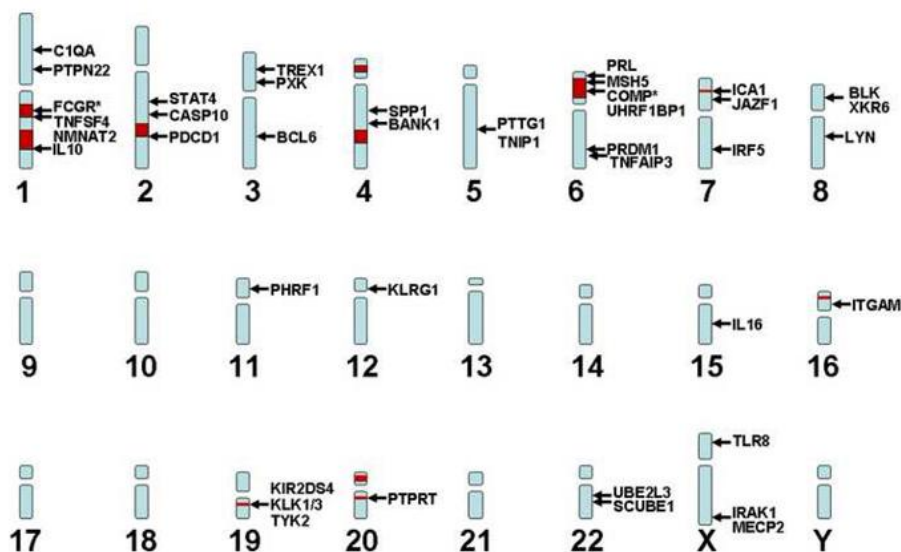 C1QA
PTPN22
FCGR*
TNFSF4
NMNAT2
IL10
1
STAT4
CASP10
PDCD1
2
TREX1
PXK
BCL6
3
SPP1
BANK1
4
PTTG1
TNIP1
5
PRL
MSH5
COMP*
UHRF1BP1
PRDM1
TNFAIP3
6
ICA1
JAZF1
IRF5
7
BLK
XKR6
LYN
8
9
10
PHRF1
11
KLRG1
12
13
14
IL16
15
ITGAM
16
17
18
KIR2DS4
KLK1/3
TYK2
19
PTPRT
20
21
UBE2L3
SCUBE1
22
TLR8
IRAK1
MECP2
X
Y